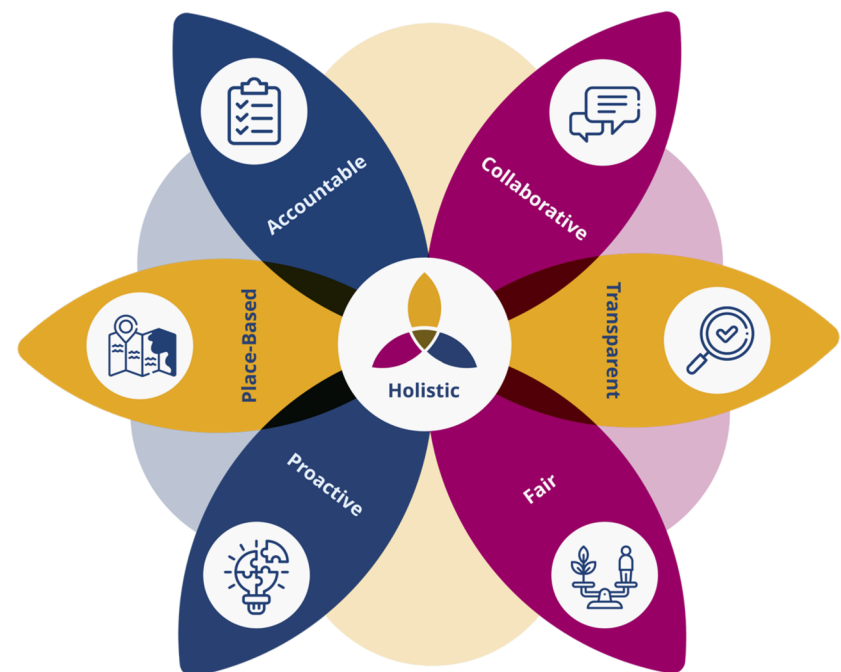 Accountable
Collaborative
Place-Based
Holistic
Transparent
Proactive
Fair